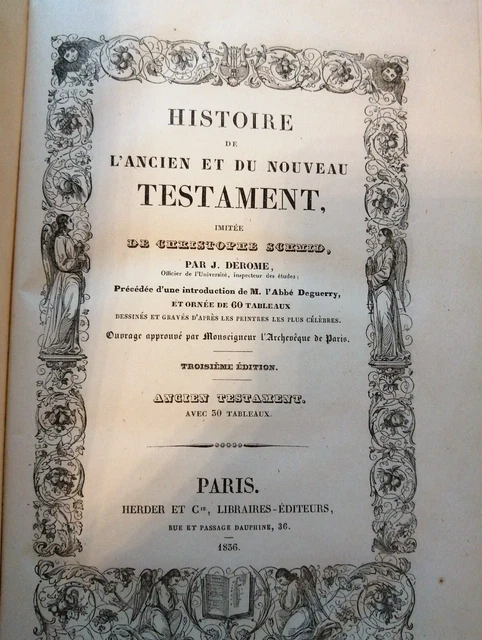 HISTOIRE
DE
L'ANCIEN ET DU NOUVEAU
TESTAMENT,
IMITÉE
DE CHRISTOPHE SCHMID,
PAR J. DEROME,
Officier de l'Université, inspecteur des études;
Précédée d'une introduction de M. l'Abbé Deguerry,
ET ORNÉE DE 60 TABLEAUX
DESSINÉS ET GRAVÉS D'APRÈS LES PEINTRES LES PLUS CÉLÈBRES.
Ouvrage approuvé par Monseigneur l'Archevêque de Paris.
TROISIÈME ÉDITION.
ANCIEN TESTAMENT.
AVEC 30 TABLEAUX.
PARIS.
HERDER ET Cie, LIBRAIRES-ÉDITEURS,
RUE ET PASSAGE DAUPHINE, 36.
1836.